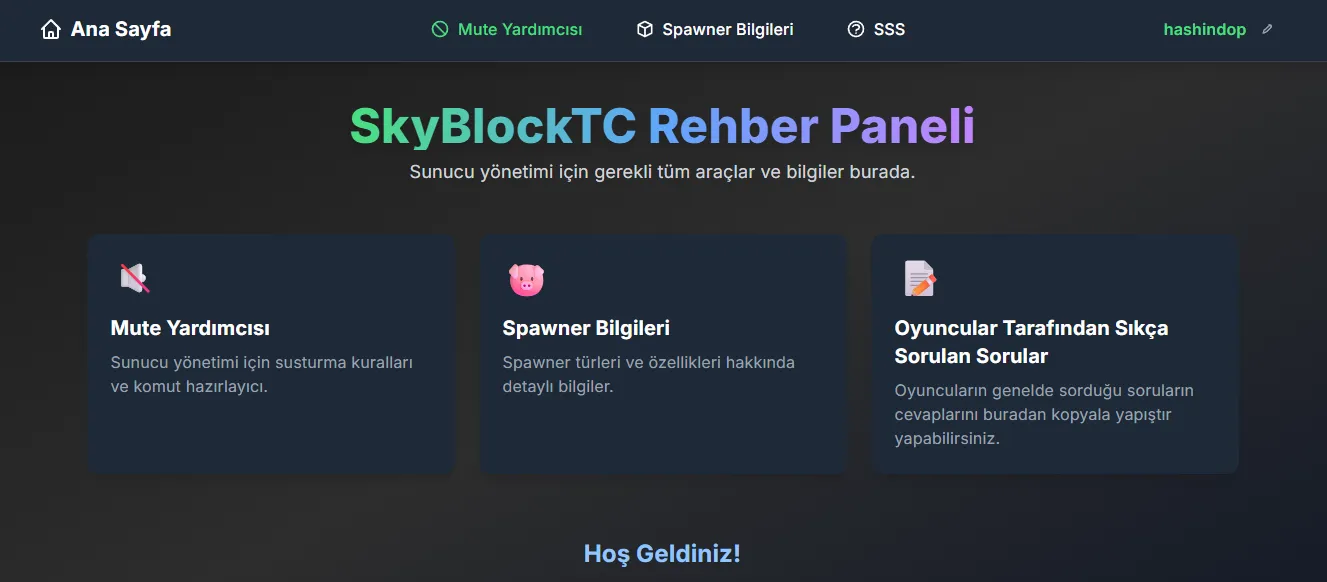 Ana Sayfa
Mute Yardımcısı
Spawner Bilgileri
SSS
hashindop
SkyBlockTC Rehber Paneli
Sunucu yönetimi için gerekli tüm araçlar ve bilgiler burada.
Mute Yardımcısı
Sunucu yönetimi için susturma kuralları
ve komut hazırlayıcı.
Spawner Bilgileri
Spawner türleri ve özellikleri hakkında
detaylı bilgiler.
Oyuncular Tarafından Sıkça
Sorulan Sorular
Oyuncuların genelde sorduğu soruların
cevaplarını buradan kopyala yapıştır
yapabilirsiniz.
Hoş Geldiniz!